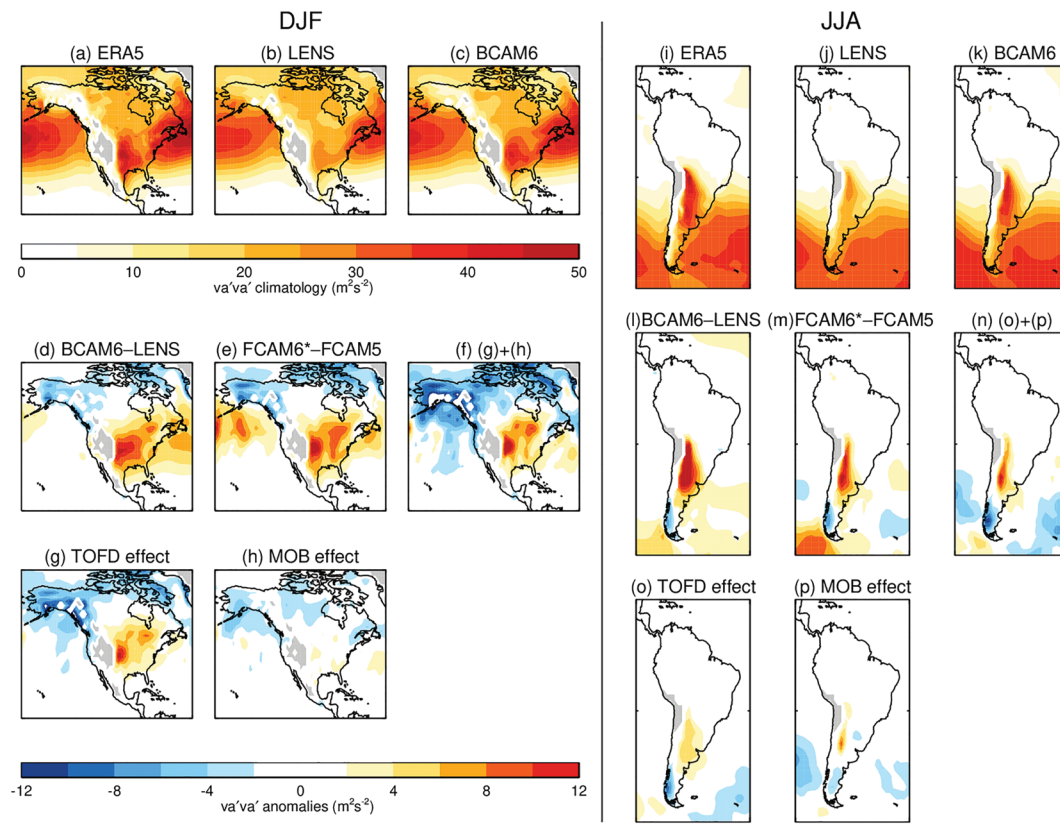 DJF
JJA
(a) ERA5
(b) LENS
(c) BCAM6
(i) ERA5
(j) LENS
(k) BCAM6
0 10 20 30 40 50
va'va' climatology (m²s⁻²)
(d) BCAM6–LENS
(e) FCAM6*–FCAM5
(f) (g)+(h)
(l)BCAM6–LENS
(m)FCAM6*–FCAM5
(n) (o)+(p)
(g) TOFD effect
(h) MOB effect
(o) TOFD effect
(p) MOB effect
-12 -8 -4 0 4 8 12
va'va' anomalies (m²s⁻²)